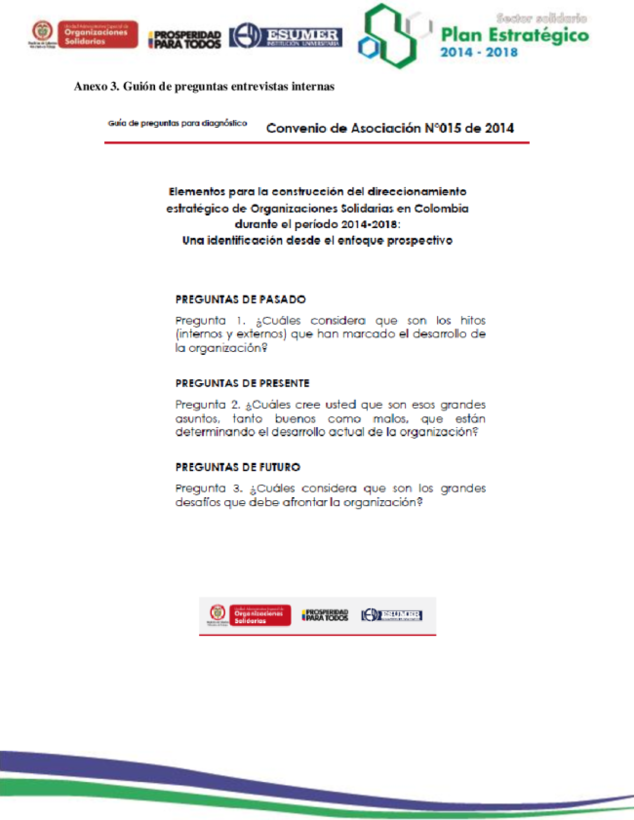 Unidad Administrativa Especial de
Organizaciones
Solidarias
PROSPERIDAD
PARA TODOS
ESUMER
INSTITUCIÓN UNIVERSITARIA
Sector solidario
Plan Estratégico
2014 - 2018
Anexo 3. Guión de preguntas entrevistas internas
Guía de preguntas para diagnóstico
Convenio de Asociación N°015 de 2014
Elementos para la construcción del direccionamiento
estratégico de Organizaciones Solidarias en Colombia
durante el período 2014-2018:
Una identificación desde el enfoque prospectivo
PREGUNTAS DE PASADO
Pregunta 1. ¿Cuáles considera que son los hitos
(internos y externos) que han marcado el desarrollo de
la organización?
PREGUNTAS DE PRESENTE
Pregunta 2. ¿Cuáles cree usted que son esos grandes
asuntos, tanto buenos como malos, que están
determinando el desarrollo actual de la organización?
PREGUNTAS DE FUTURO
Pregunta 3. ¿Cuáles considera que son los grandes
desafíos que debe afrontar la organización?
Organizaciones
Solidarias
PROSPERIDAD
PARA TODOS
ESUMER